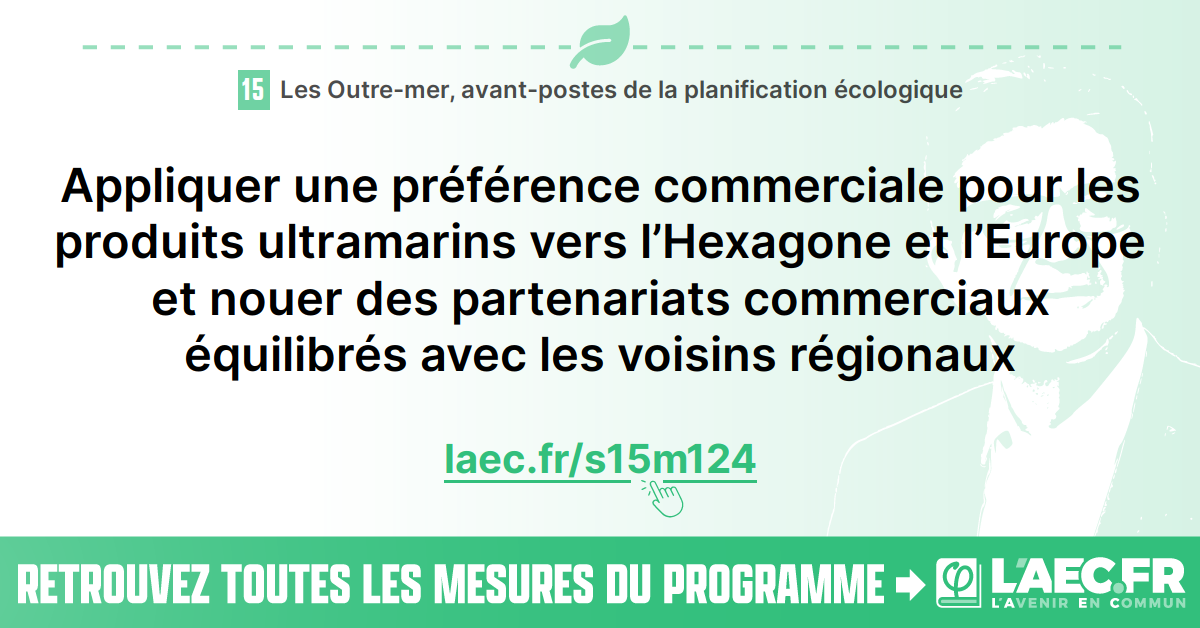 15 Les Outre-mer, avant-postes de la planification écologique
Appliquer une préférence commerciale pour les
produits ultramarins vers l’Hexagone et l’Europe
et nouer des partenariats commerciaux
équilibrés avec les voisins régionaux
laec.fr/s15m124
RETROUVEZ TOUTES LES MESURES DU PROGRAMME
φ L'AEC.FR
L'AVENIR EN COMMUN